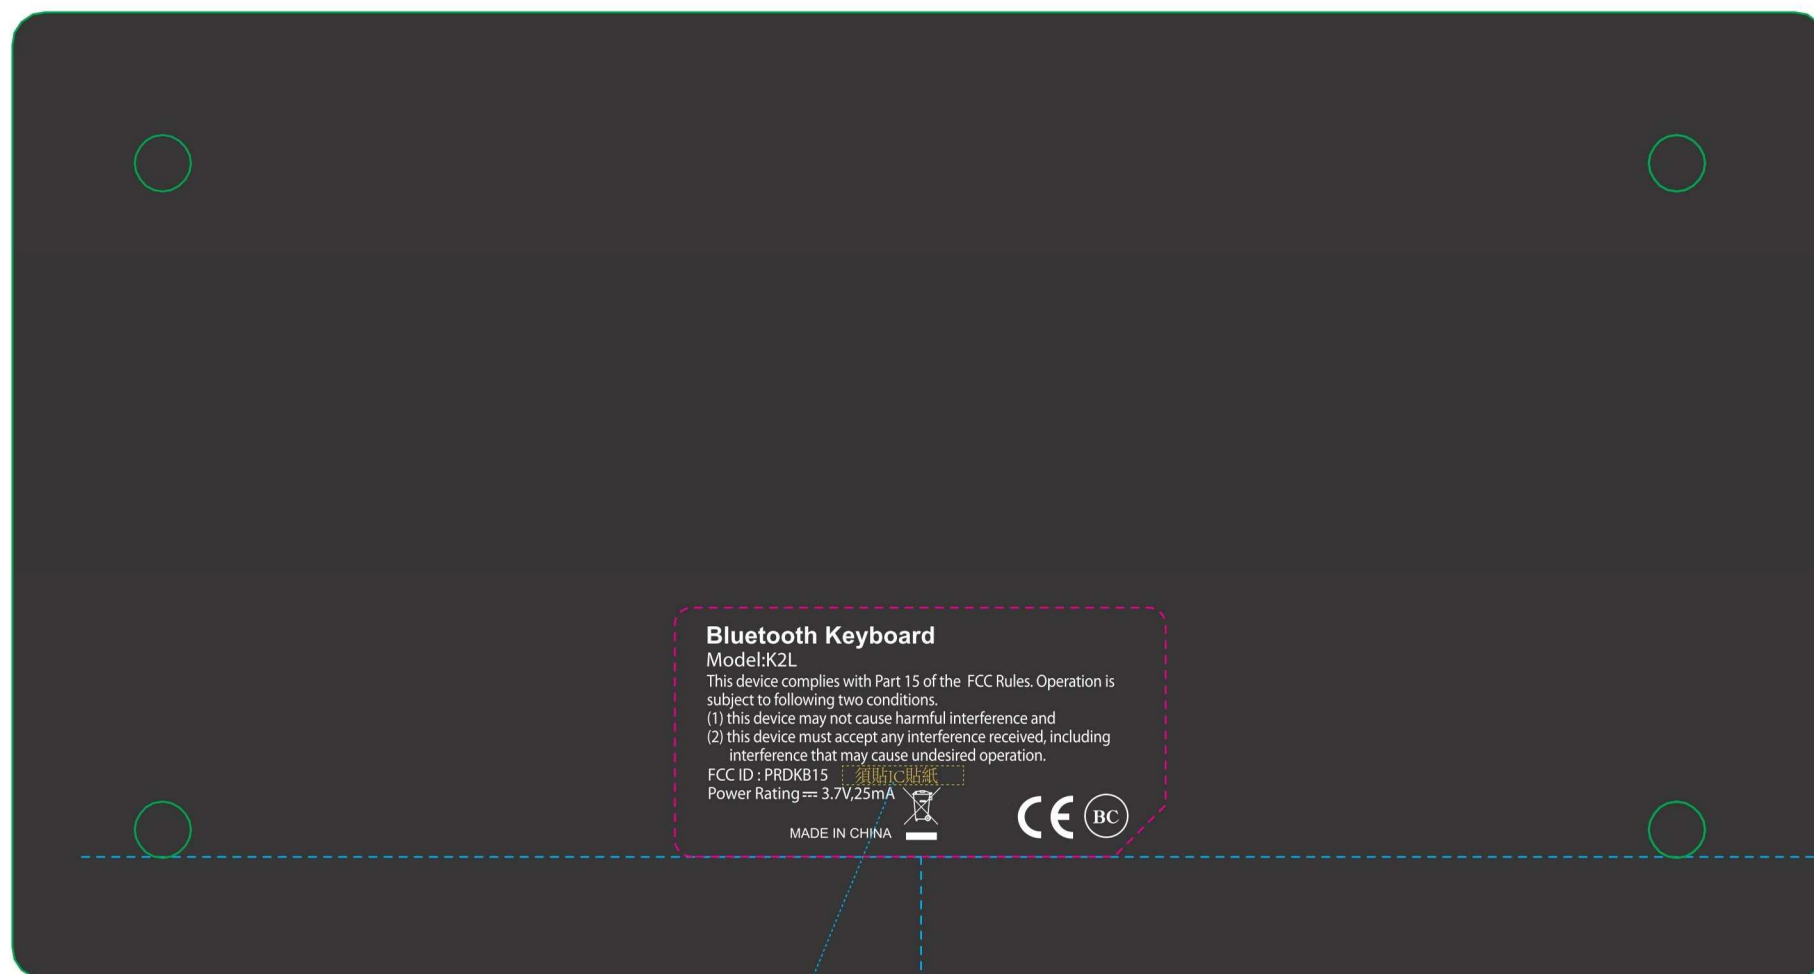 Bluetooth Keyboard
Model:K2L
This device complies with Part 15 of the FCC Rules. Operation is
subject to following two conditions.
(1) this device may not cause harmful interference and
(2) this device must accept any interference received, including
interference that may cause undesired operation.
FCC ID : PRDKB15 須貼IC貼紙
Power Rating ⎓ 3.7V,25mA
MADE IN CHINA CE BC